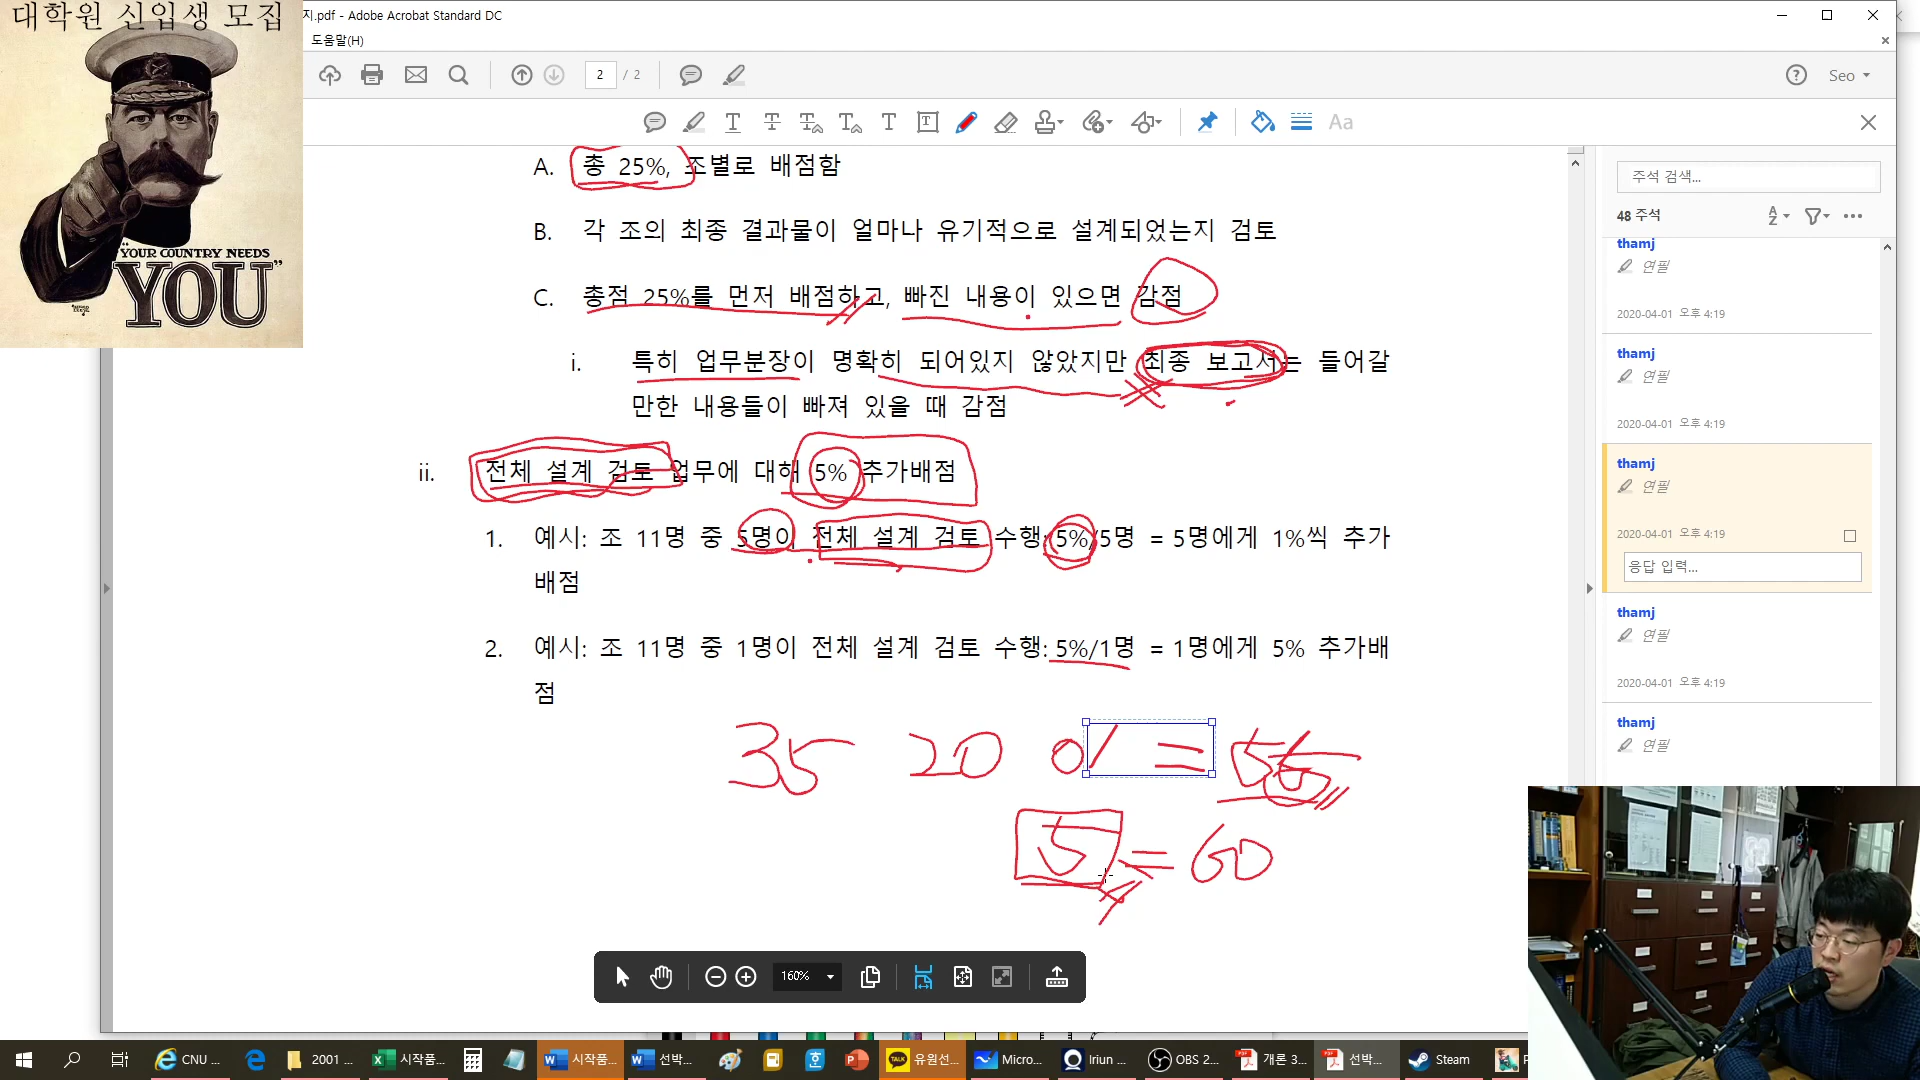 대학원 신입생 모집
"YOUR COUNTRY NEEDS
YOU"
지.pdf - Adobe Acrobat Standard DC
도움말(H)
2 / 2
Seo
Aa
A. 총 25%, 조별로 배점함
B. 각 조의 최종 결과물이 얼마나 유기적으로 설계되었는지 검토
C. 총점 25%를 먼저 배점하고, 빠진 내용이 있으면 감점
i. 특히 업무분장이 명확히 되어있지 않았지만 최종 보고서는 들어갈
만한 내용들이 빠져 있을 때 감점
ii. 전체 설계 검토 업무에 대해 5% 추가배점
1. 예시: 조 11명 중 5명이 전체 설계 검토 수행: 5%/5명 = 5명에게 1%씩 추가
배점
2. 예시: 조 11명 중 1명이 전체 설계 검토 수행: 5%/1명 = 1명에게 5% 추가배
점
35 20 0/ = 55
5 = 60
160%
주석 검색...
48 주석
thamj
연필
2020-04-01 오후 4:19
thamj
연필
2020-04-01 오후 4:19
thamj
연필
2020-04-01 오후 4:19
응답 입력...
thamj
연필
2020-04-01 오후 4:19
thamj
연필
CNU ...
2001 ...
시작품...
시작품...
선박...
유원선...
Micro...
Iriun ...
OBS 2...
개론 3...
선박...
Steam